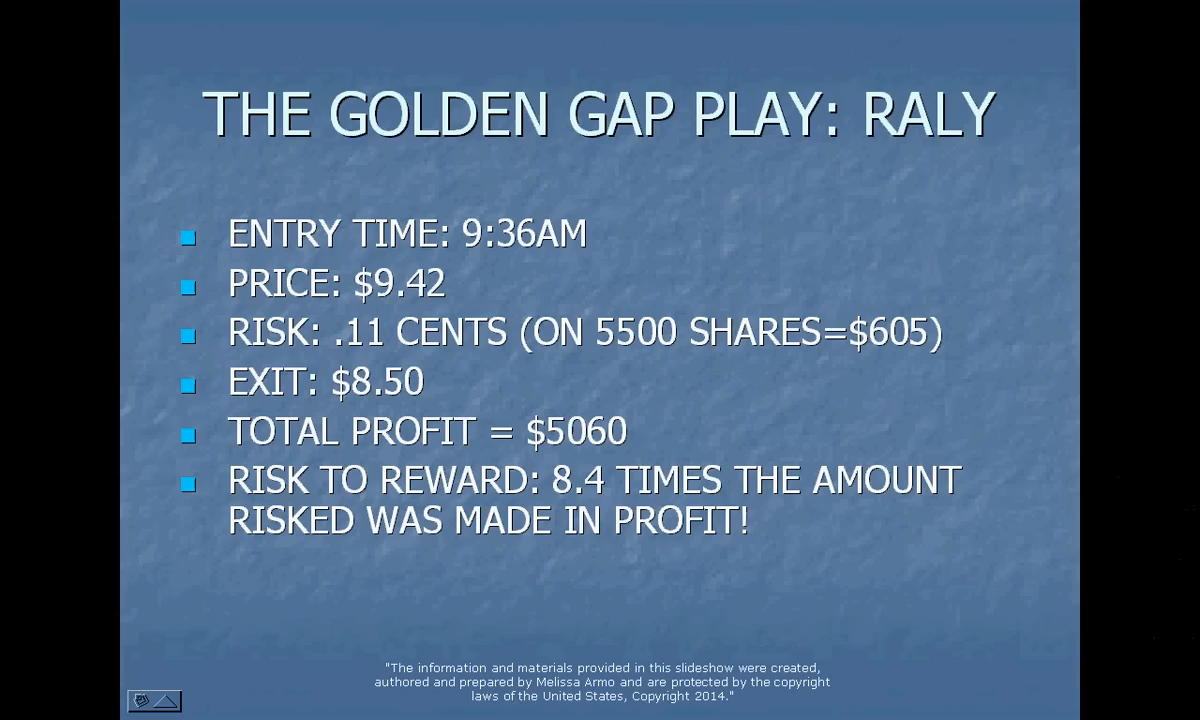 THE GOLDEN GAP PLAY: RALY
ENTRY TIME: 9:36AM
PRICE: $9.42
RISK: .11 CENTS (ON 5500 SHARES=$605)
EXIT: $8.50
TOTAL PROFIT = $5060
RISK TO REWARD: 8.4 TIMES THE AMOUNT
RISKED WAS MADE IN PROFIT!
"The information and materials provided in this slideshow were created,
authored and prepared by Melissa Armo and are protected by the copyright
laws of the United States, Copyright 2014."